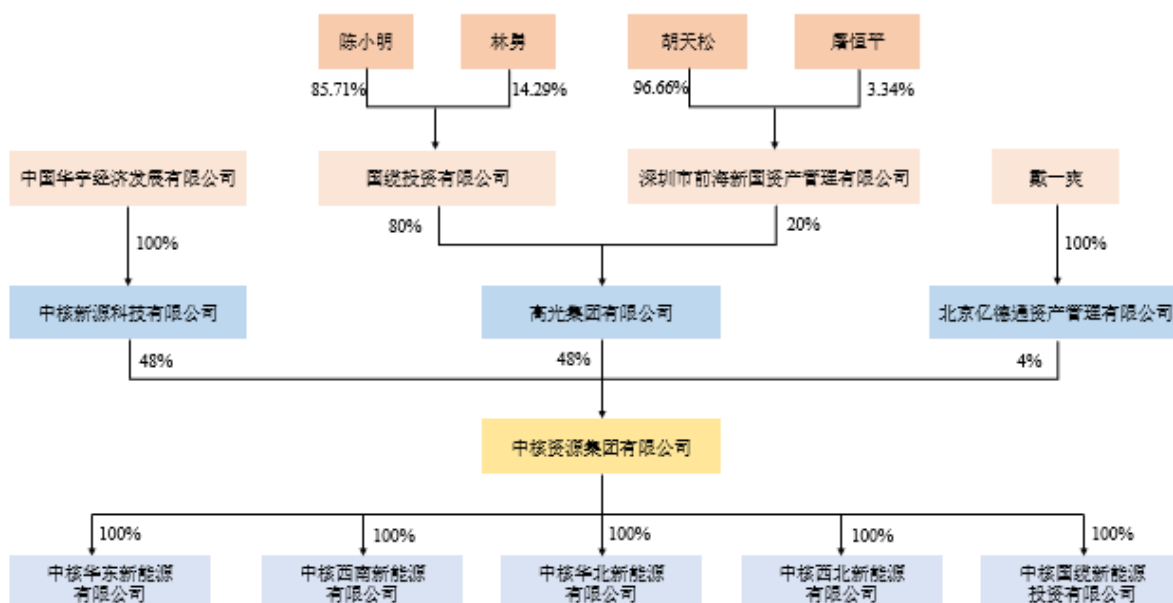 陈小明
林勇
胡天松
屠恒平
85.71%
14.29%
96.66%
3.34%
中国华宇经济发展有限公司
国缆投资有限公司
深圳市前海新国资产管理有限公司
戴一爽
100%
80%
20%
100%
中核新源科技有限公司
高光集团有限公司
北京亿德通资产管理有限公司
48%
48%
4%
中核资源集团有限公司
100%
100%
100%
100%
100%
中核华东新能源
有限公司
中核西南新能源
有限公司
中核华北新能源
有限公司
中核西北新能源
有限公司
中核国缆新能源
投资有限公司